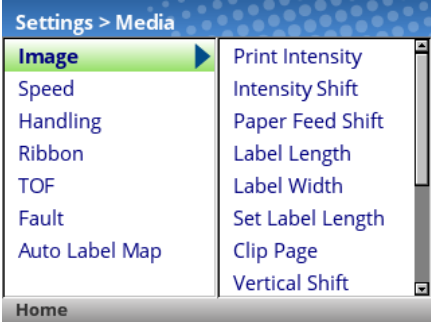 Settings > Media
Image
Speed
Handling
Ribbon
TOF
Fault
Auto Label Map
Print Intensity
Intensity Shift
Paper Feed Shift
Label Length
Label Width
Set Label Length
Clip Page
Vertical Shift
Home